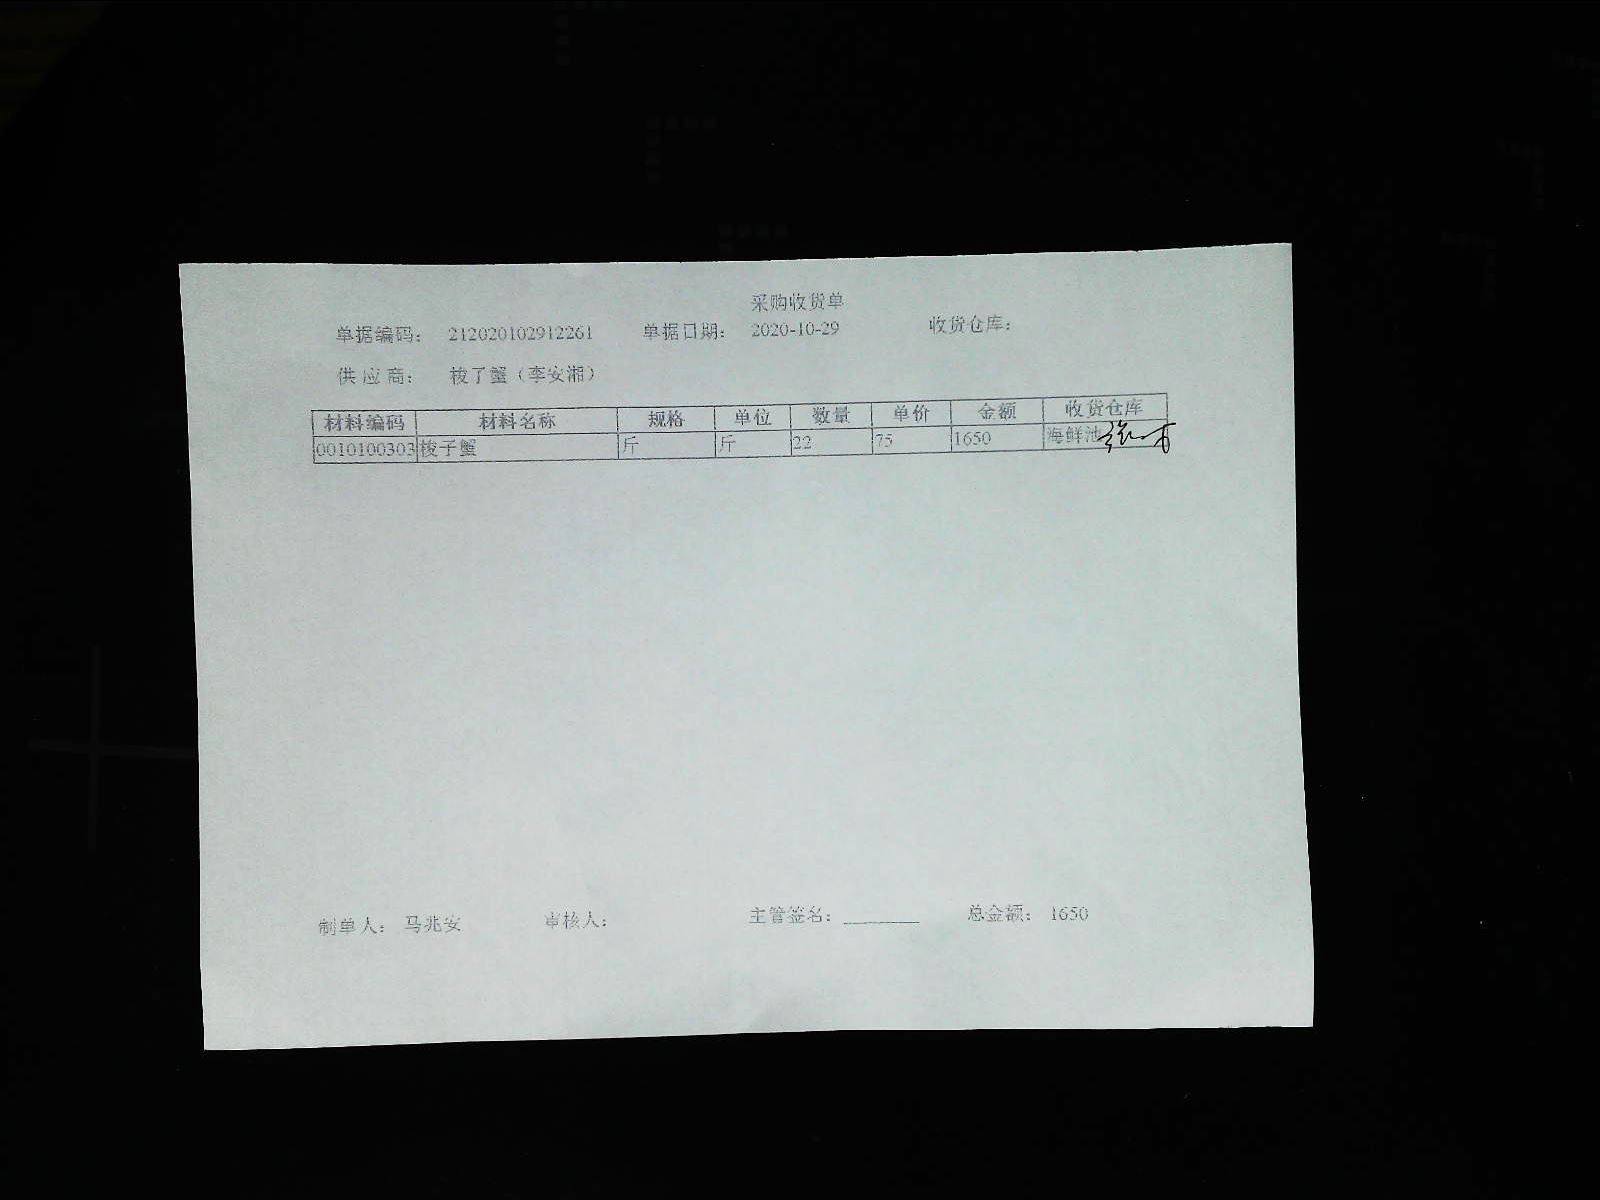 采购收货单
单据编码： 212020102912261 单据日期： 2020-10-29 收货仓库：
供应商： 梭子蟹（李安湘）
材料编码 材料名称 规格 单位 数量 单价 金额 收货仓库
0010100303 梭子蟹 斤 斤 22 75 1650 海鲜池
制单人： 马兆安 审核人： 主管签名： 总金额： 1650